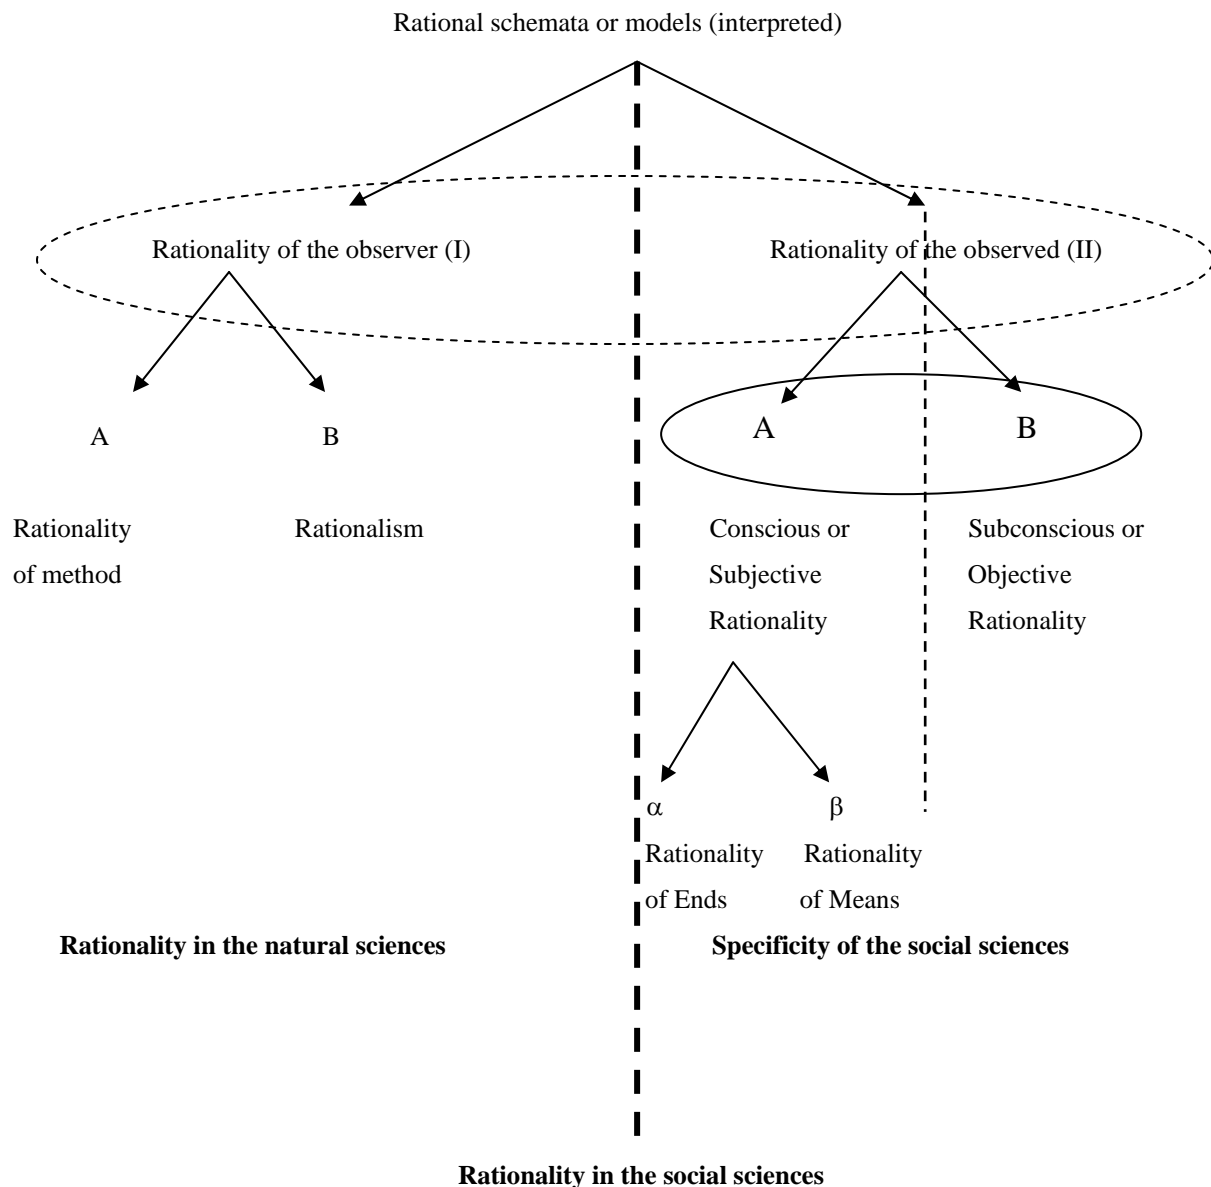 Rational schemata or models (interpreted)
Rationality of the observer (I)
Rationality of the observed (II)
A
B
A
B
Rationality
of method
Rationalism
Conscious or
Subjective
Rationality
Subconscious or
Objective
Rationality
α
β
Rationality
of Ends
Rationality
of Means
Rationality in the natural sciences
Specificity of the social sciences
Rationality in the social sciences